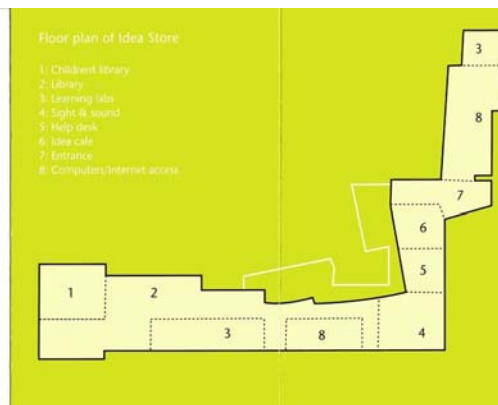 Floor plan of Idea Store
1: Childrent library
2: Library
3: Learning labs
4: Sight & sound
5: Help desk
6: Idea cafe
7: Entrance
8: Computers/Internet access
3
8
7
6
5
1
2
3
8
4